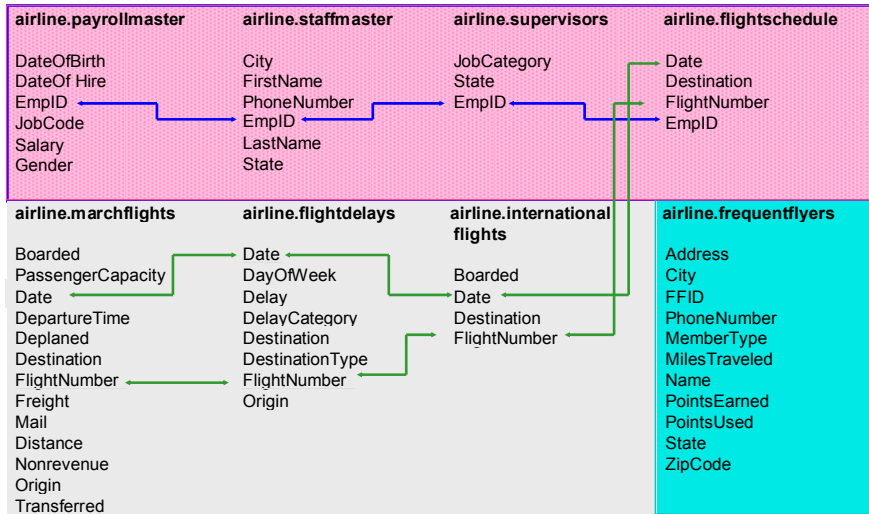 airline.payrollmaster
DateOfBirth
DateOf Hire
EmpID
JobCode
Salary
Gender
airline.staffmaster
City
FirstName
PhoneNumber
EmpID
LastName
State
airline.supervisors
JobCategory
State
EmpID
airline.flightschedule
Date
Destination
FlightNumber
EmpID
airline.marchflights
Boarded
PassengerCapacity
Date
DepartureTime
Deplaned
Destination
FlightNumber
Freight
Mail
Distance
Nonrevenue
Origin
Transferred
airline.flightdelays
Date
DayOfWeek
Delay
DelayCategory
Destination
DestinationType
FlightNumber
Origin
airline.international
flights
Boarded
Date
Destination
FlightNumber
airline.frequentflyers
Address
City
FFID
PhoneNumber
MemberType
MilesTraveled
Name
PointsEarned
PointsUsed
State
ZipCode